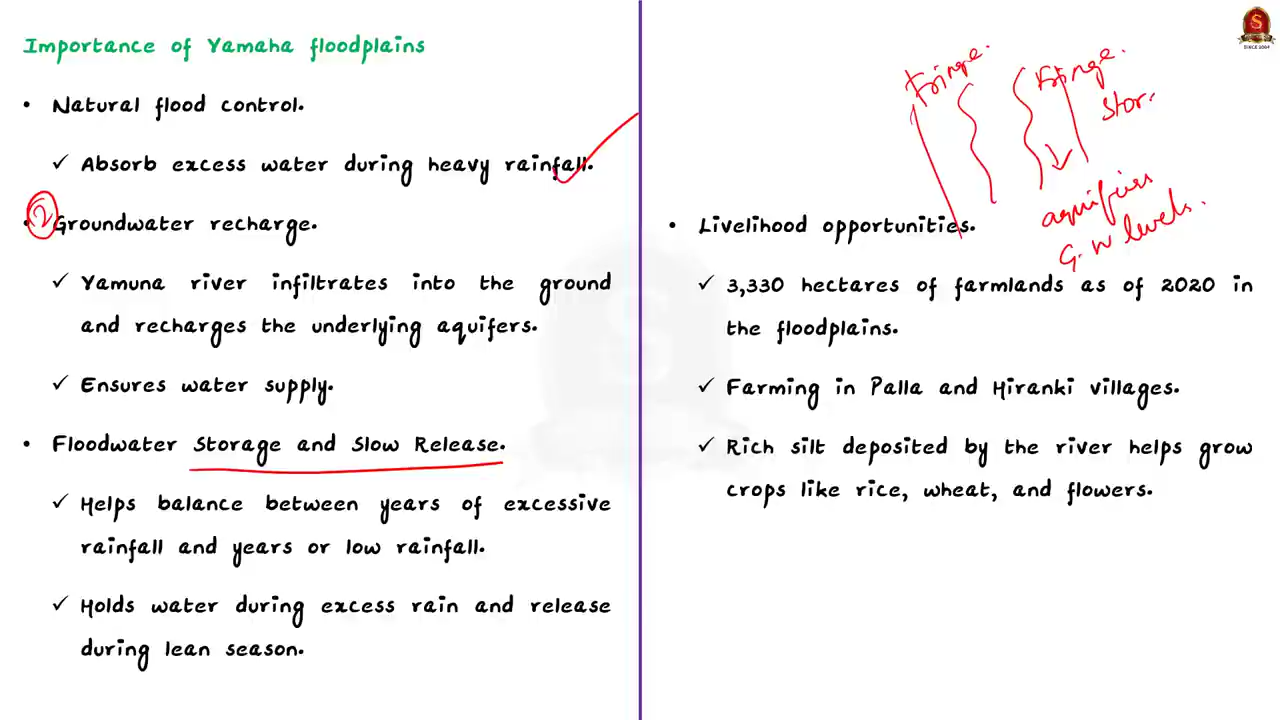 Importance of Yamaha floodplains
• Natural flood control.
✓ Absorb excess water during heavy rainfall.
2
• Groundwater recharge.
✓ Yamuna river infiltrates into the ground
and recharges the underlying aquifers.
✓ Ensures water supply.
• Floodwater Storage and Slow Release.
✓ Helps balance between years of excessive
rainfall and years or low rainfall.
✓ Holds water during excess rain and release
during lean season.
S
SINCE 2004
Fringe.
Fringe.
Stor.
aquifiers
G.W levels.
• Livelihood opportunities.
✓ 3,330 hectares of farmlands as of 2020 in
the floodplains.
✓ Farming in Palla and Hiranki villages.
✓ Rich silt deposited by the river helps grow
crops like rice, wheat, and flowers.